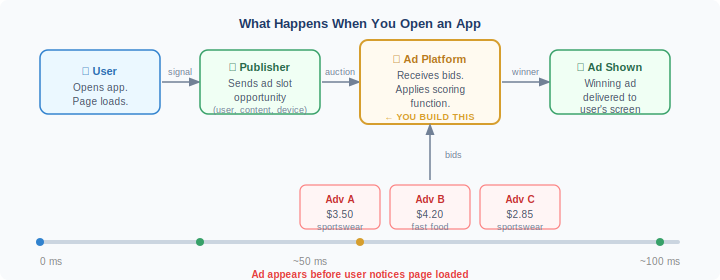 What Happens When You Open an App
User
Opens app.
Page loads.
signal
Publisher
Sends ad slot
opportunity
(user, content, device)
auction
Ad Platform
Receives bids.
Applies scoring
function.
← YOU BUILD THIS
winner
Ad Shown
Winning ad
delivered to
user's screen
bids
Adv A
$3.50
sportswear
Adv B
$4.20
fast food
Adv C
$2.85
sportswear
0 ms
~50 ms
~100 ms
Ad appears before user notices page loaded